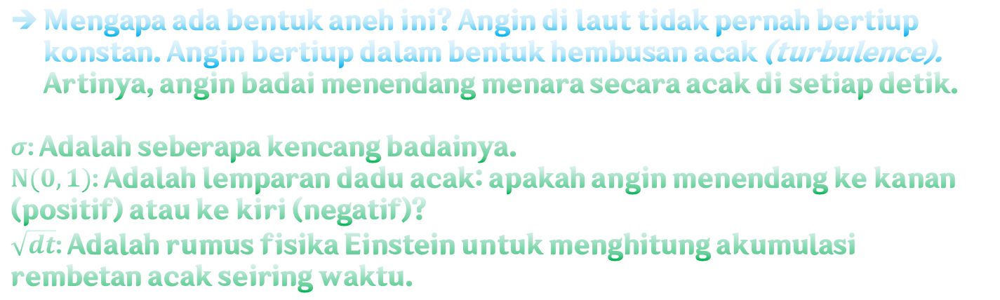 ➔ Mengapa ada bentuk aneh ini? Angin di laut tidak pernah bertiup
konstan. Angin bertiup dalam bentuk hembusan acak (turbulence).
Artinya, angin badai menendang menara secara acak di setiap detik.
σ: Adalah seberapa kencang badainya.
N(0, 1): Adalah lemparan dadu acak: apakah angin menendang ke kanan
(positif) atau ke kiri (negatif)?
√dt: Adalah rumus fisika Einstein untuk menghitung akumulasi
rembetan acak seiring waktu.